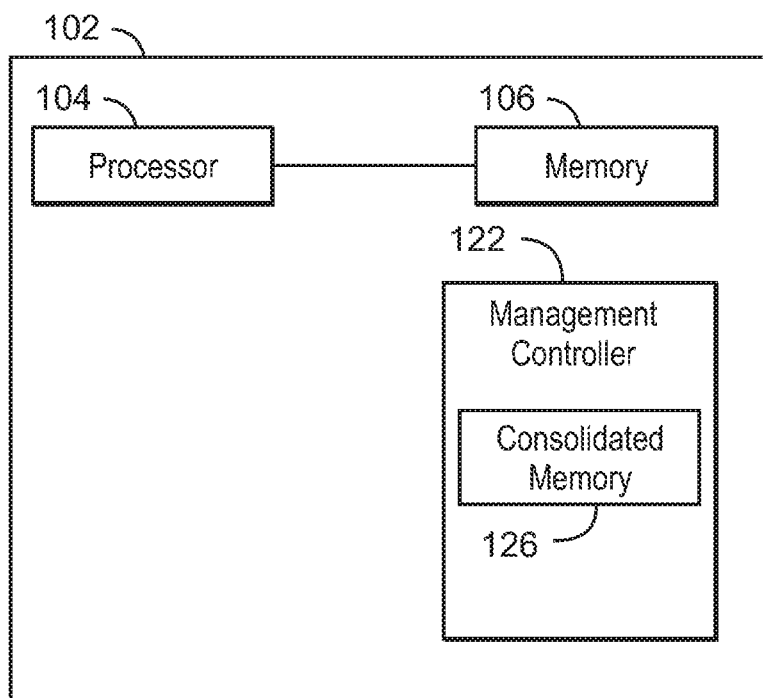 102
104
106
Processor
Memory
122
Management
Controller
Consolidated
Memory
126